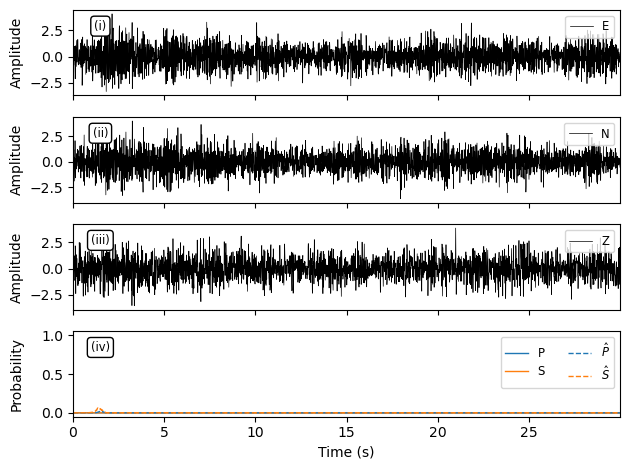 (i)
E
Amplitude
2.5
0.0
−2.5
(ii)
N
Amplitude
2.5
0.0
−2.5
(iii)
Z
Amplitude
2.5
0.0
−2.5
(iv)
P P̂
S Ŝ
Probability
1.0
0.5
0.0
0 5 10 15 20 25
Time (s)